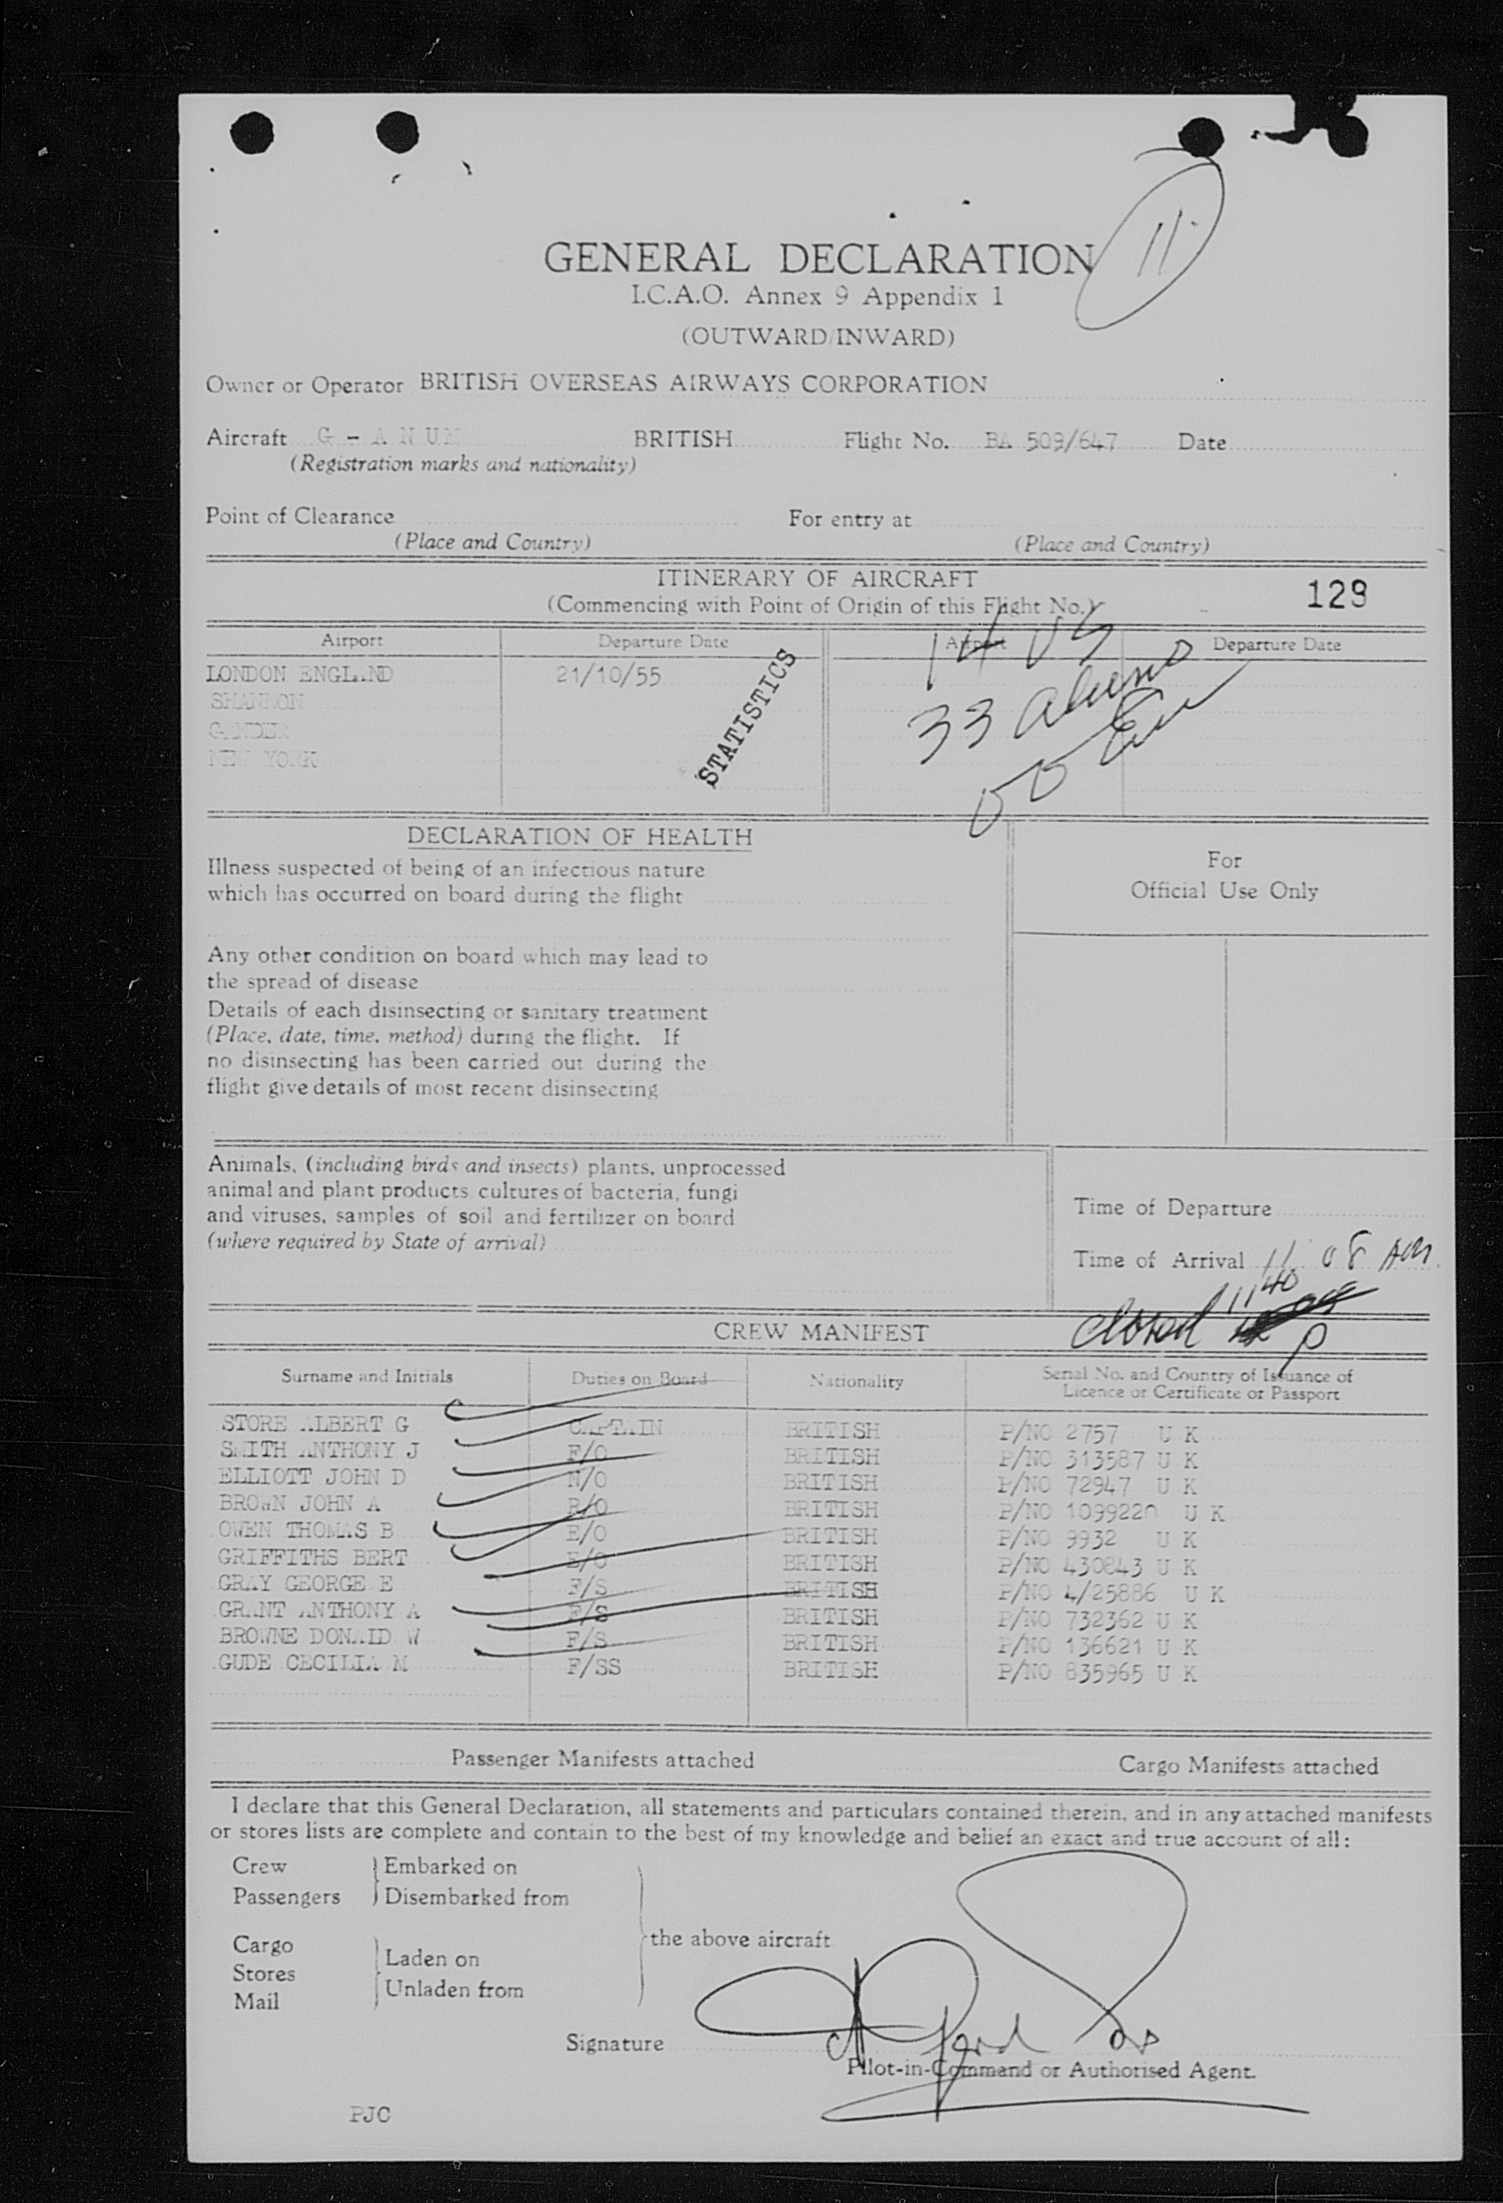 11
GENERAL DECLARATION
I.C.A.O. Annex 9 Appendix 1
(OUTWARD/INWARD)
Owner or Operator BRITISH OVERSEAS AIRWAYS CORPORATION
Aircraft G - A N U M BRITISH Flight No. BA 509/647 Date
(Registration marks and nationality)
Point of Clearance For entry at
(Place and Country) (Place and Country)
ITINERARY OF AIRCRAFT
(Commencing with Point of Origin of this Flight No.)
129
Airport Departure Date Airport Departure Date
LONDON ENGLAND 21/10/55
SHANNON
GANDER
NEW YORK
STATISTICS
14 US
33 aliens
DECLARATION OF HEALTH
Illness suspected of being of an infectious nature
which has occurred on board during the flight
For
Official Use Only
Any other condition on board which may lead to
the spread of disease
Details of each disinsecting or sanitary treatment
(Place, date, time, method) during the flight. If
no disinsecting has been carried out during the
flight give details of most recent disinsecting
Animals, (including birds and insects) plants, unprocessed
animal and plant products cultures of bacteria, fungi
and viruses, samples of soil and fertilizer on board
(where required by State of arrival)
Time of Departure
Time of Arrival 11 08 AM
closed 1140
CREW MANIFEST
Surname and Initials Duties on Board Nationality Serial No. and Country of Issuance of
Licence or Certificate or Passport
STORE ALBERT G CAPTAIN BRITISH P/NO 2757 U K
SMITH ANTHONY J F/O BRITISH P/NO 313587 U K
ELLIOTT JOHN D N/O BRITISH P/NO 72947 U K
BROWN JOHN A R/O BRITISH P/NO 1099220 U K
OWEN THOMAS B E/O BRITISH P/NO 9932 U K
GRIFFITHS BERT E/O BRITISH P/NO 430843 U K
GRAY GEORGE E F/S BRITISH P/NO 4/25886 U K
GRANT ANTHONY A F/S BRITISH P/NO 732362 U K
BROWNE DONALD W F/S BRITISH P/NO 136621 U K
GUDE CECILIA M F/SS BRITISH P/NO 835965 U K
Passenger Manifests attached Cargo Manifests attached
I declare that this General Declaration, all statements and particulars contained therein, and in any attached manifests
or stores lists are complete and contain to the best of my knowledge and belief an exact and true account of all:
Crew Embarked on
Passengers Disembarked from
the above aircraft
Cargo
Stores Laden on
Mail Unladen from
Signature
Pilot-in-Command or Authorised Agent.
PJC